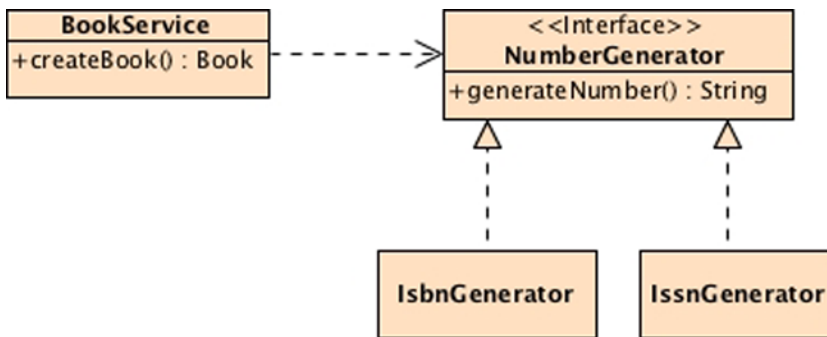 BookService
+createBook() : Book
<<Interface>>
NumberGenerator
+generateNumber() : String
IsbnGenerator
IssnGenerator